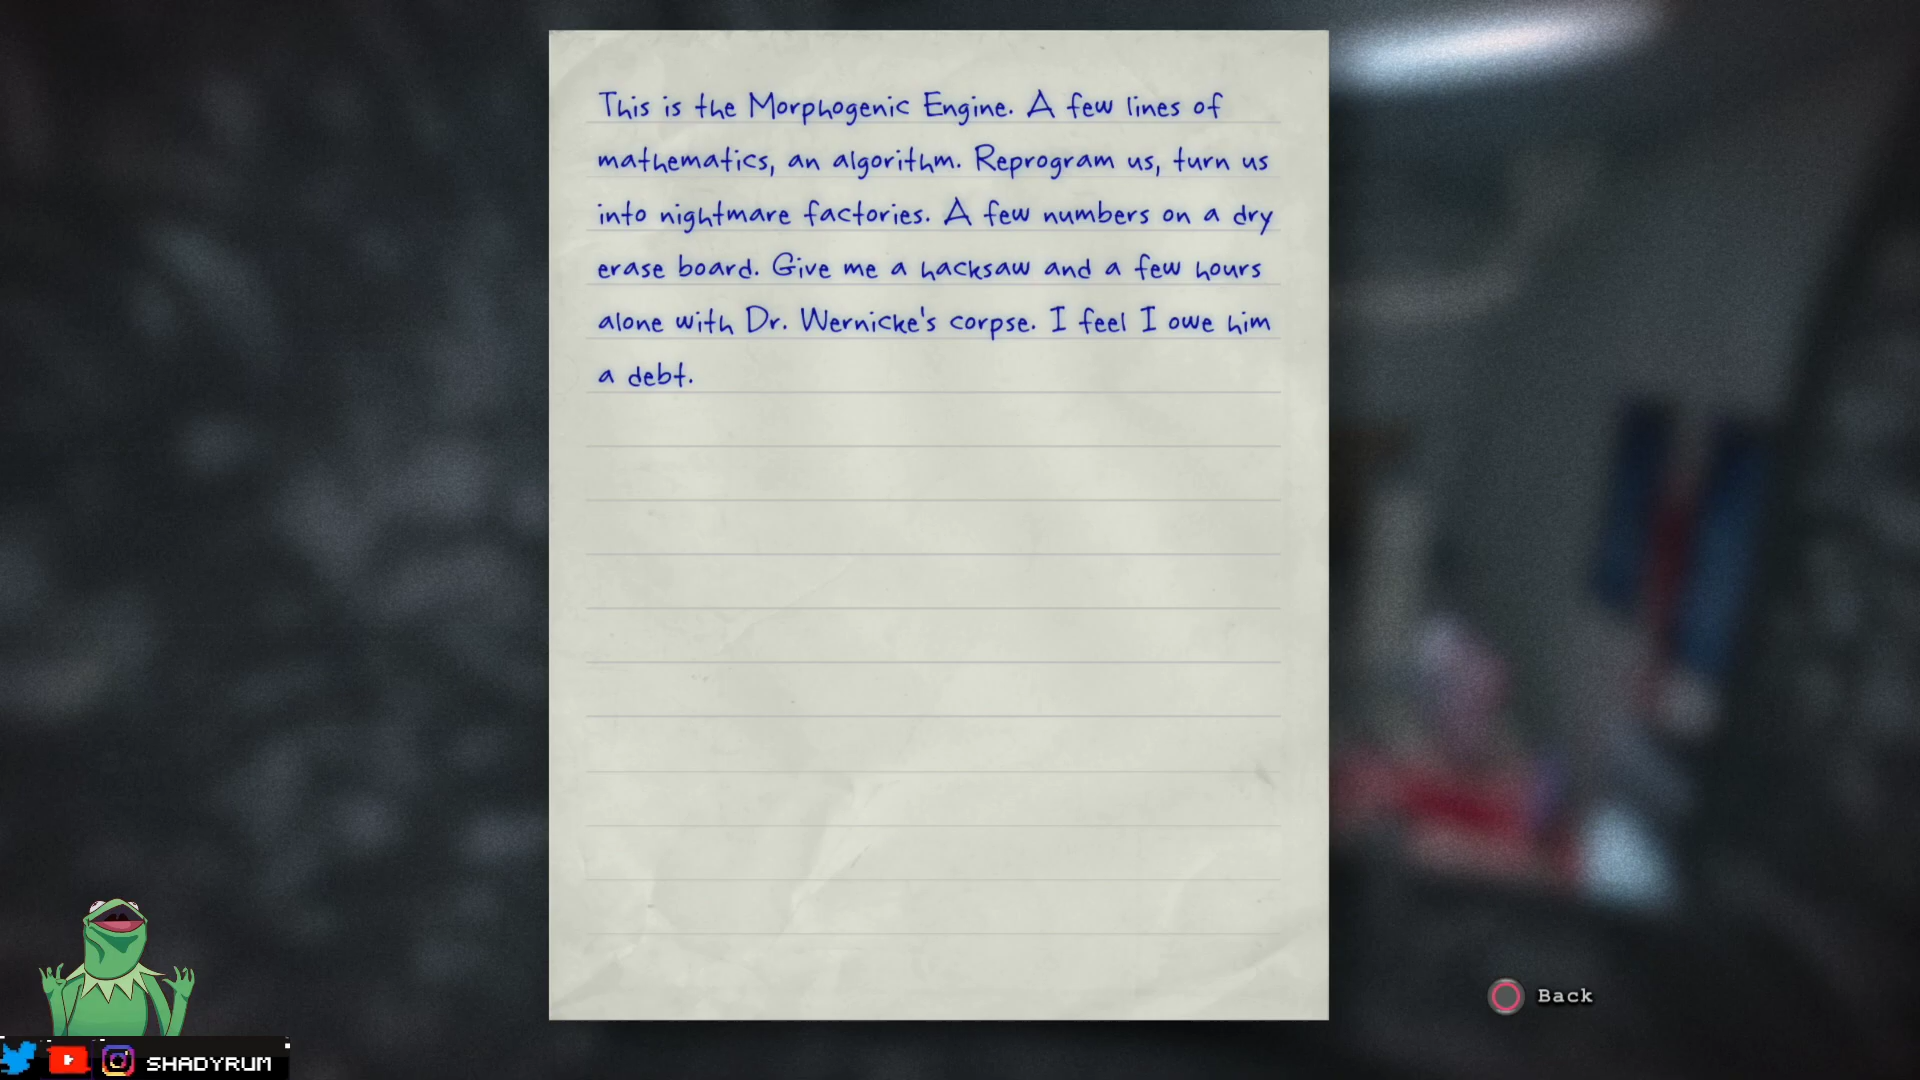 This is the Morphogenic Engine. A few lines of
mathematics, an algorithm. Reprogram us, turn us
into nightmare factories. A few numbers on a dry
erase board. Give me a hacksaw and a few hours
alone with Dr. Wernicke's corpse. I feel I owe him
a debt.
Back
SHADYRUM